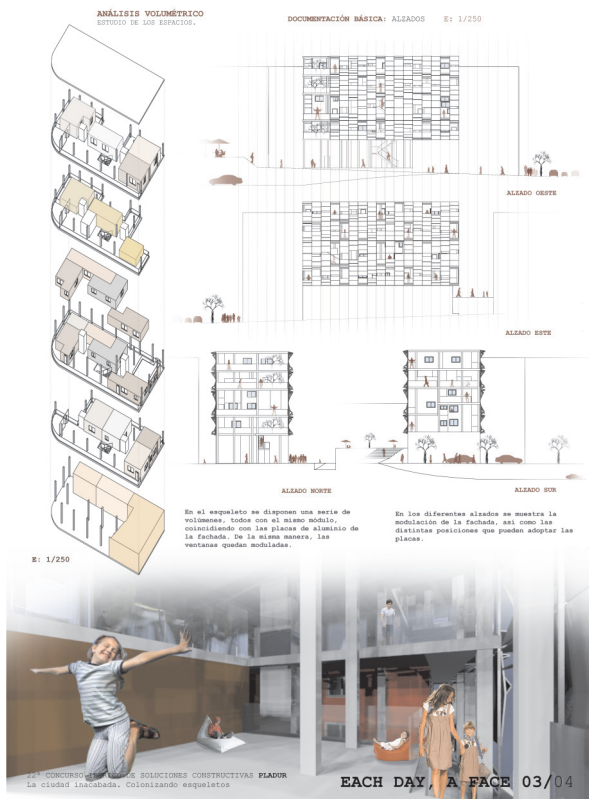 ANÁLISIS VOLUMÉTRICO
ESTUDIO DE LOS ESPACIOS.
DOCUMENTACIÓN BÁSICA: ALZADOS E: 1/250
ALZADO OESTE
ALZADO ESTE
ALZADO NORTE
ALZADO SUR
En el esqueleto se disponen una serie de
volúmenes, todos con el mismo módulo,
coincidiendo con las placas de aluminio de
la fachada. De la misma manera, las
ventanas quedan moduladas.
En los diferentes alzados se muestra la
modulación de la fachada, asi como las
distintas posiciones que pueden adoptar las
placas.
E: 1/250
22º CONCURSO IBÉRICO DE SOLUCIONES CONSTRUCTIVAS PLADUR
La ciudad inacabada. Colonizando esqueletos
EACH DAY, A FACE 03/04